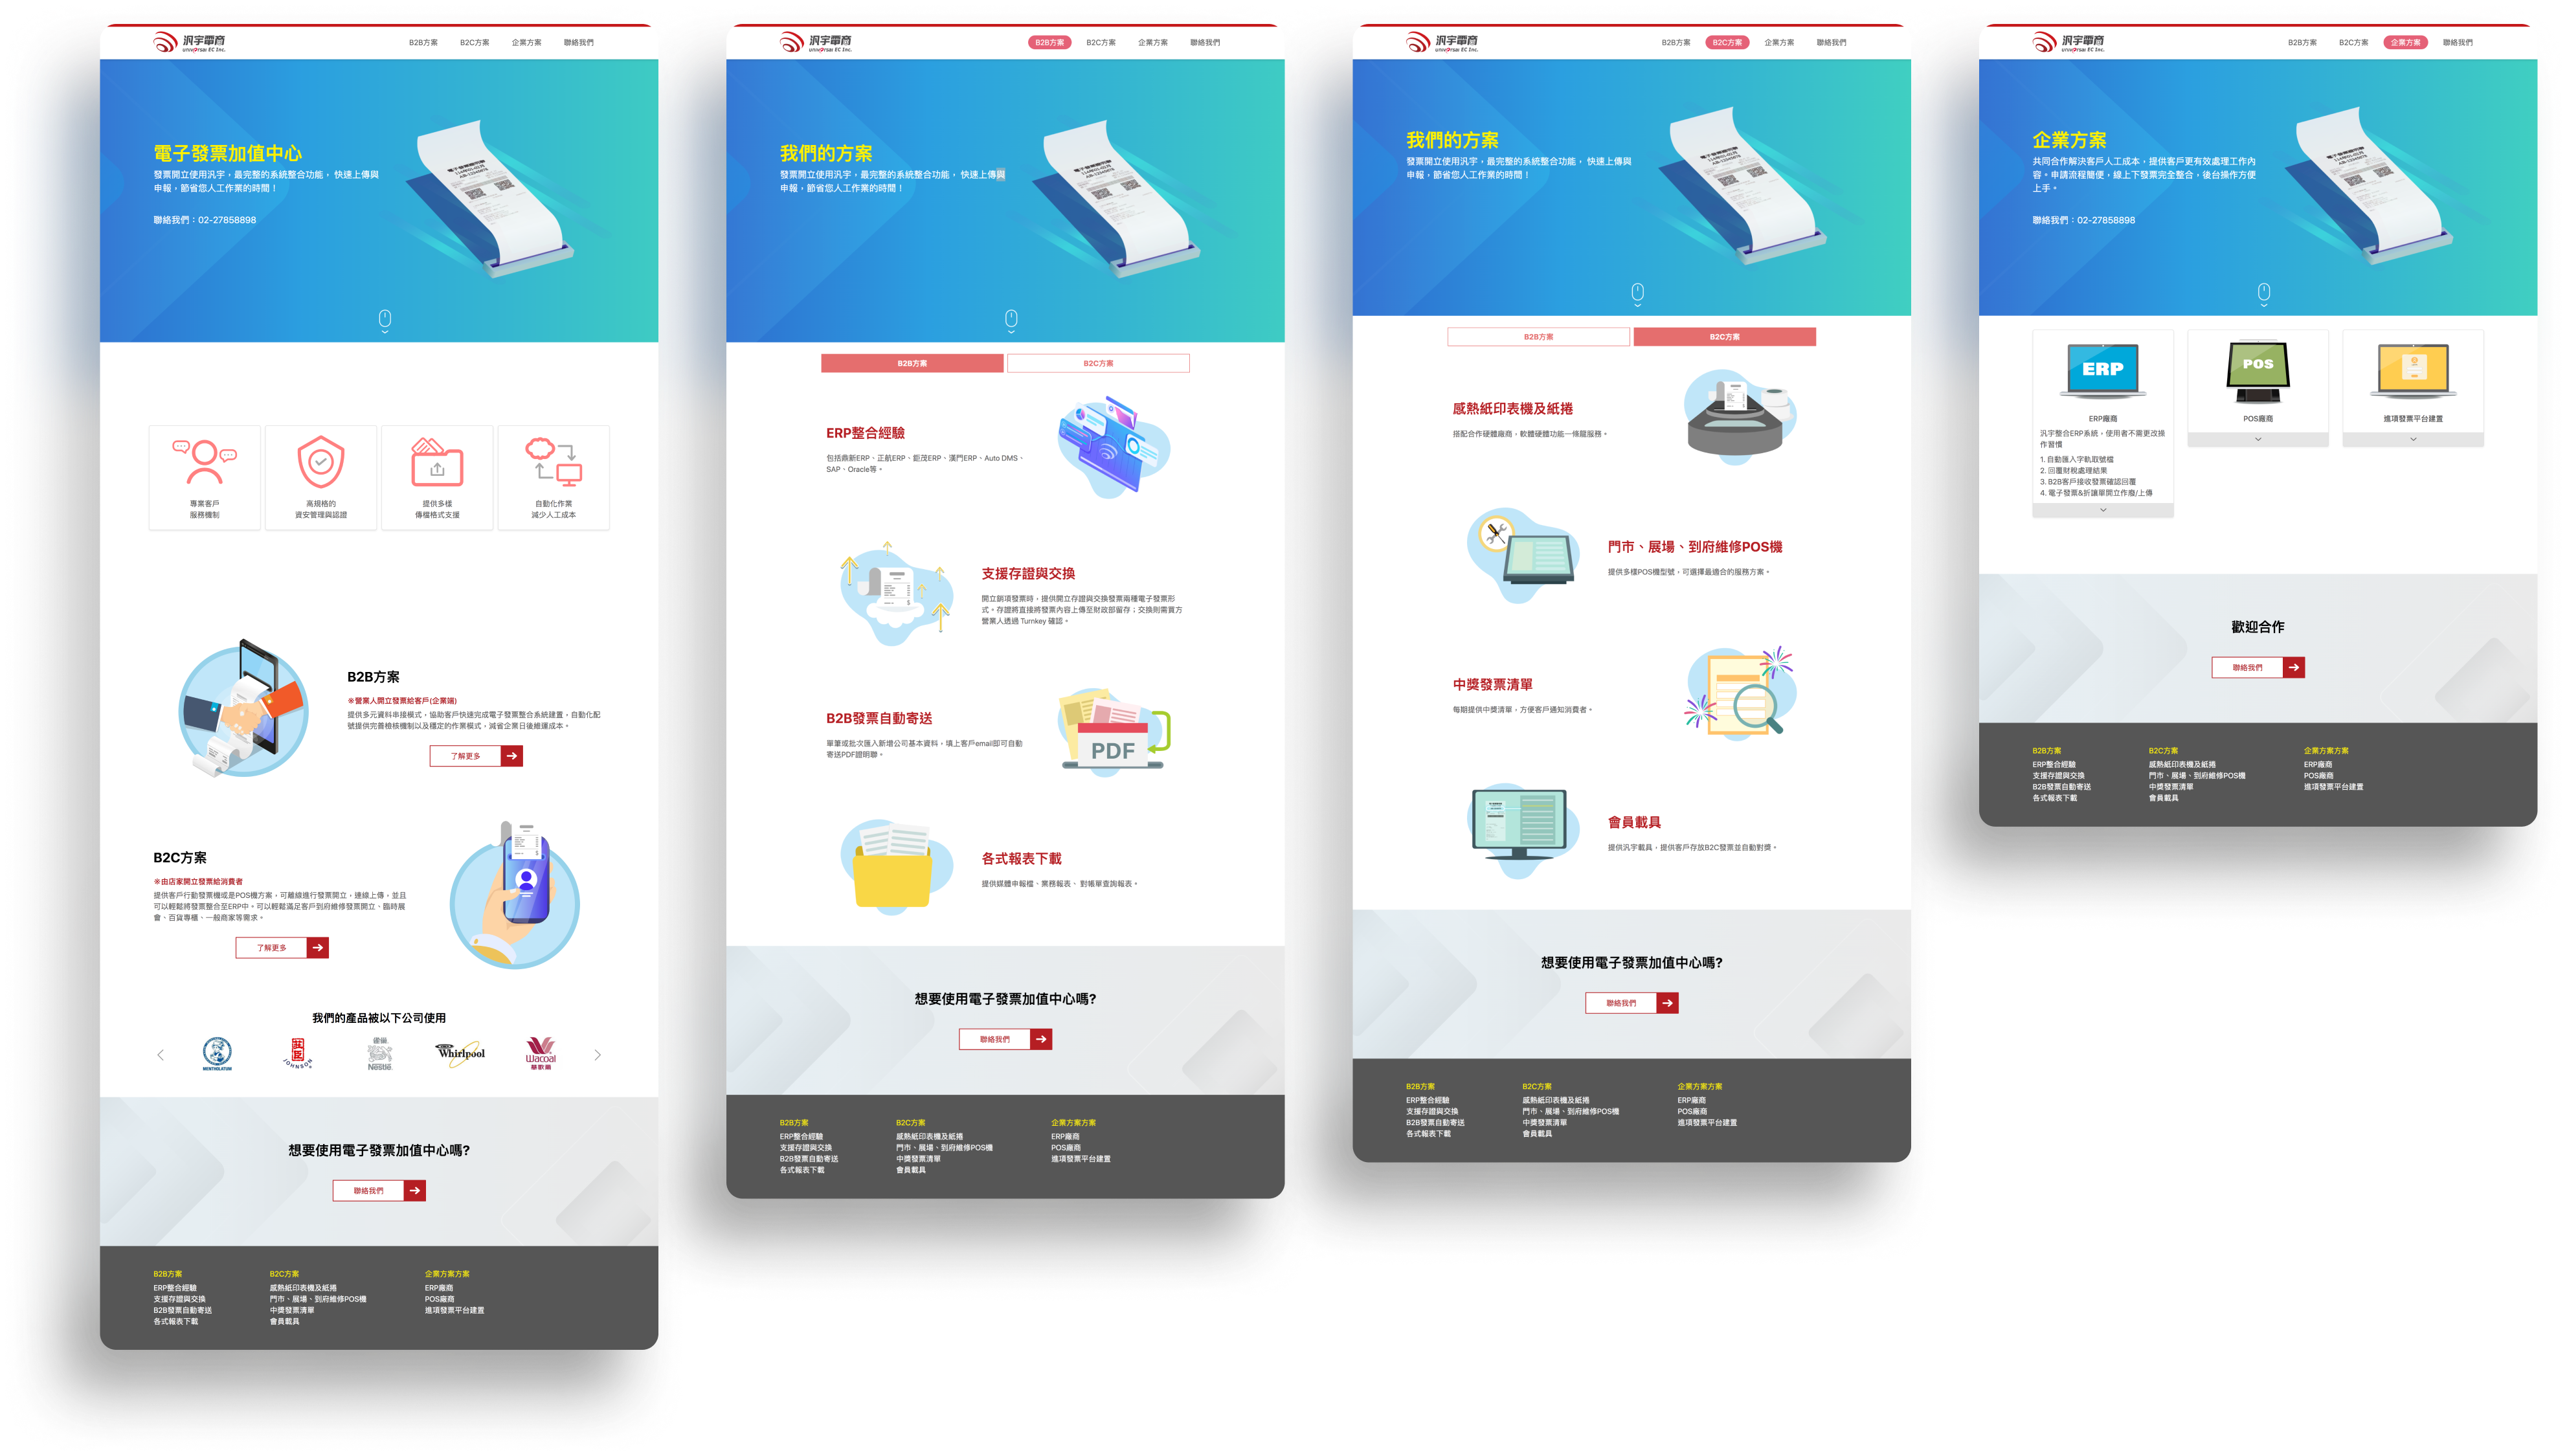 汎宇電商
Universal EC Inc.
B2B方案
B2C方案
企業方案
聯絡我們
電子發票加值中心
發票開立使用汎宇，最完整的系統整合功能， 快速上傳與
申報，節省您人工作業的時間！
聯絡我們：02-27858898
專業客戶
服務機制
高規格的
資安管理與認證
提供多樣
傳檔格式支援
自動化作業
減少人工成本
B2B方案
※營業人開立發票給客戶(企業端)
提供多元資料串接模式，協助客戶快速完成電子發票整合系統建置，自動化配
號提供完善檢核機制以及穩定的作業模式，減省企業日後維運成本。
了解更多
B2C方案
※由店家開立發票給消費者
提供客戶行動發票機或是POS機方案，可離線進行發票開立，連線上傳，並且
可以輕鬆將發票整合至ERP中。可以輕鬆滿足客戶到府維修發票開立、臨時展
會、百貨專櫃、一般商家等需求。
了解更多
我們的產品被以下公司使用
MENTHOLATUM
莊臣
JOHNSON
Nestlé
Whirlpool
Wacoal
華歌爾
想要使用電子發票加值中心嗎?
聯絡我們
B2B方案
ERP整合經驗
支援存證與交換
B2B發票自動寄送
各式報表下載
B2C方案
感熱紙印表機及紙捲
門市、展場、到府維修POS機
中獎發票清單
會員載具
企業方案方案
ERP廠商
POS廠商
進項發票平台建置
汎宇電商
Universal EC Inc.
B2B方案
B2C方案
企業方案
聯絡我們
我們的方案
發票開立使用汎宇，最完整的系統整合功能， 快速上傳與
申報，節省您人工作業的時間！
B2B方案
B2C方案
ERP整合經驗
包括鼎新ERP、正航ERP、鉅茂ERP、漢門ERP、Auto DMS、
SAP、Oracle等。
支援存證與交換
開立銷項發票時，提供開立存證與交換發票兩種電子發票形
式。存證將直接將發票內容上傳至財政部留存；交換則需買方
營業人透過 Turnkey 確認。
B2B發票自動寄送
單筆或批次匯入新增公司基本資料，填上客戶email即可自動
寄送PDF證明聯。
PDF
各式報表下載
提供媒體申報檔、業務報表、 對帳單查詢報表。
想要使用電子發票加值中心嗎?
聯絡我們
B2B方案
ERP整合經驗
支援存證與交換
B2B發票自動寄送
各式報表下載
B2C方案
感熱紙印表機及紙捲
門市、展場、到府維修POS機
中獎發票清單
會員載具
企業方案方案
ERP廠商
POS廠商
進項發票平台建置
汎宇電商
Universal EC Inc.
B2B方案
B2C方案
企業方案
聯絡我們
我們的方案
發票開立使用汎宇，最完整的系統整合功能， 快速上傳與
申報，節省您人工作業的時間！
B2B方案
B2C方案
感熱紙印表機及紙捲
搭配合作硬體廠商，軟體硬體功能一條龍服務。
門市、展場、到府維修POS機
提供多樣POS機型號，可選擇最適合的服務方案。
中獎發票清單
每期提供中獎清單，方便客戶通知消費者。
會員載具
提供汎宇載具，提供客戶存放B2C發票並自動對獎。
想要使用電子發票加值中心嗎?
聯絡我們
B2B方案
ERP整合經驗
支援存證與交換
B2B發票自動寄送
各式報表下載
B2C方案
感熱紙印表機及紙捲
門市、展場、到府維修POS機
中獎發票清單
會員載具
企業方案方案
ERP廠商
POS廠商
進項發票平台建置
汎宇電商
Universal EC Inc.
B2B方案
B2C方案
企業方案
聯絡我們
企業方案
共同合作解決客戶人工成本，提供客戶更有效處理工作內
容。申請流程簡便，線上下發票完全整合，後台操作方便
上手。
聯絡我們：02-27858898
ERP
ERP廠商
汎宇整合ERP系統，使用者不需更改操
作習慣
1. 自動匯入字軌取號檔
2. 回覆財稅處理結果
3. B2B客戶接收發票確認回覆
4. 電子發票&折讓單開立作廢/上傳
POS
POS廠商
進項發票平台建置
歡迎合作
聯絡我們
B2B方案
ERP整合經驗
支援存證與交換
B2B發票自動寄送
各式報表下載
B2C方案
感熱紙印表機及紙捲
門市、展場、到府維修POS機
中獎發票清單
會員載具
企業方案方案
ERP廠商
POS廠商
進項發票平台建置